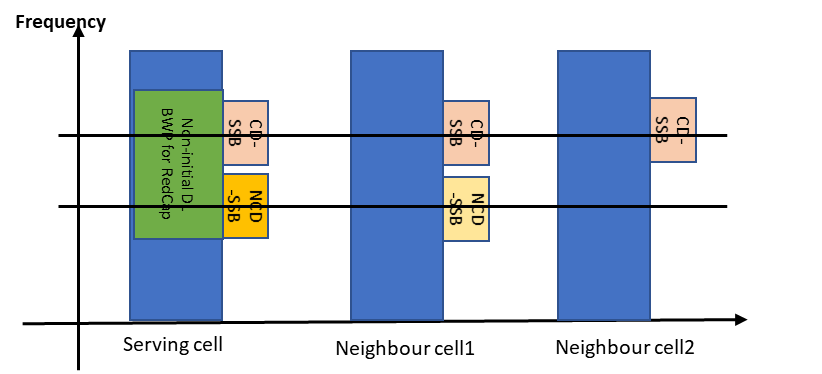 Frequency
Non-initial D-
BWP for RedCap
CD-
SSB
NCD
-SSB
CD-
SSB
NCD
-SSB
CD-
SSB
Serving cell
Neighbour cell1
Neighbour cell2